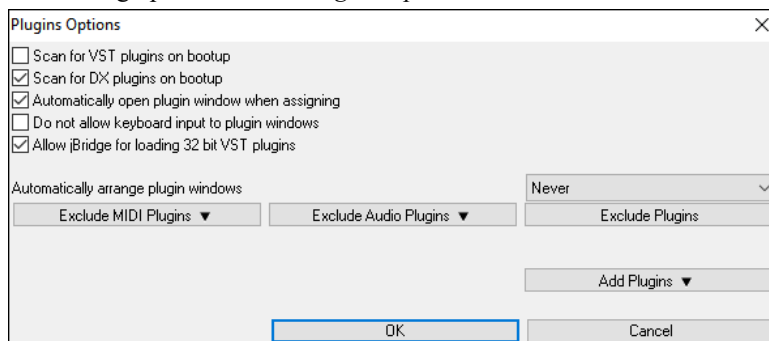 Plugins Options
Scan for VST plugins on bootup
Scan for DX plugins on bootup
Automatically open plugin window when assigning
Do not allow keyboard input to plugin windows
Allow jBridge for loading 32 bit VST plugins
Automatically arrange plugin windows Never
Exclude MIDI Plugins ▼ Exclude Audio Plugins ▼ Exclude Plugins
Add Plugins ▼
OK Cancel